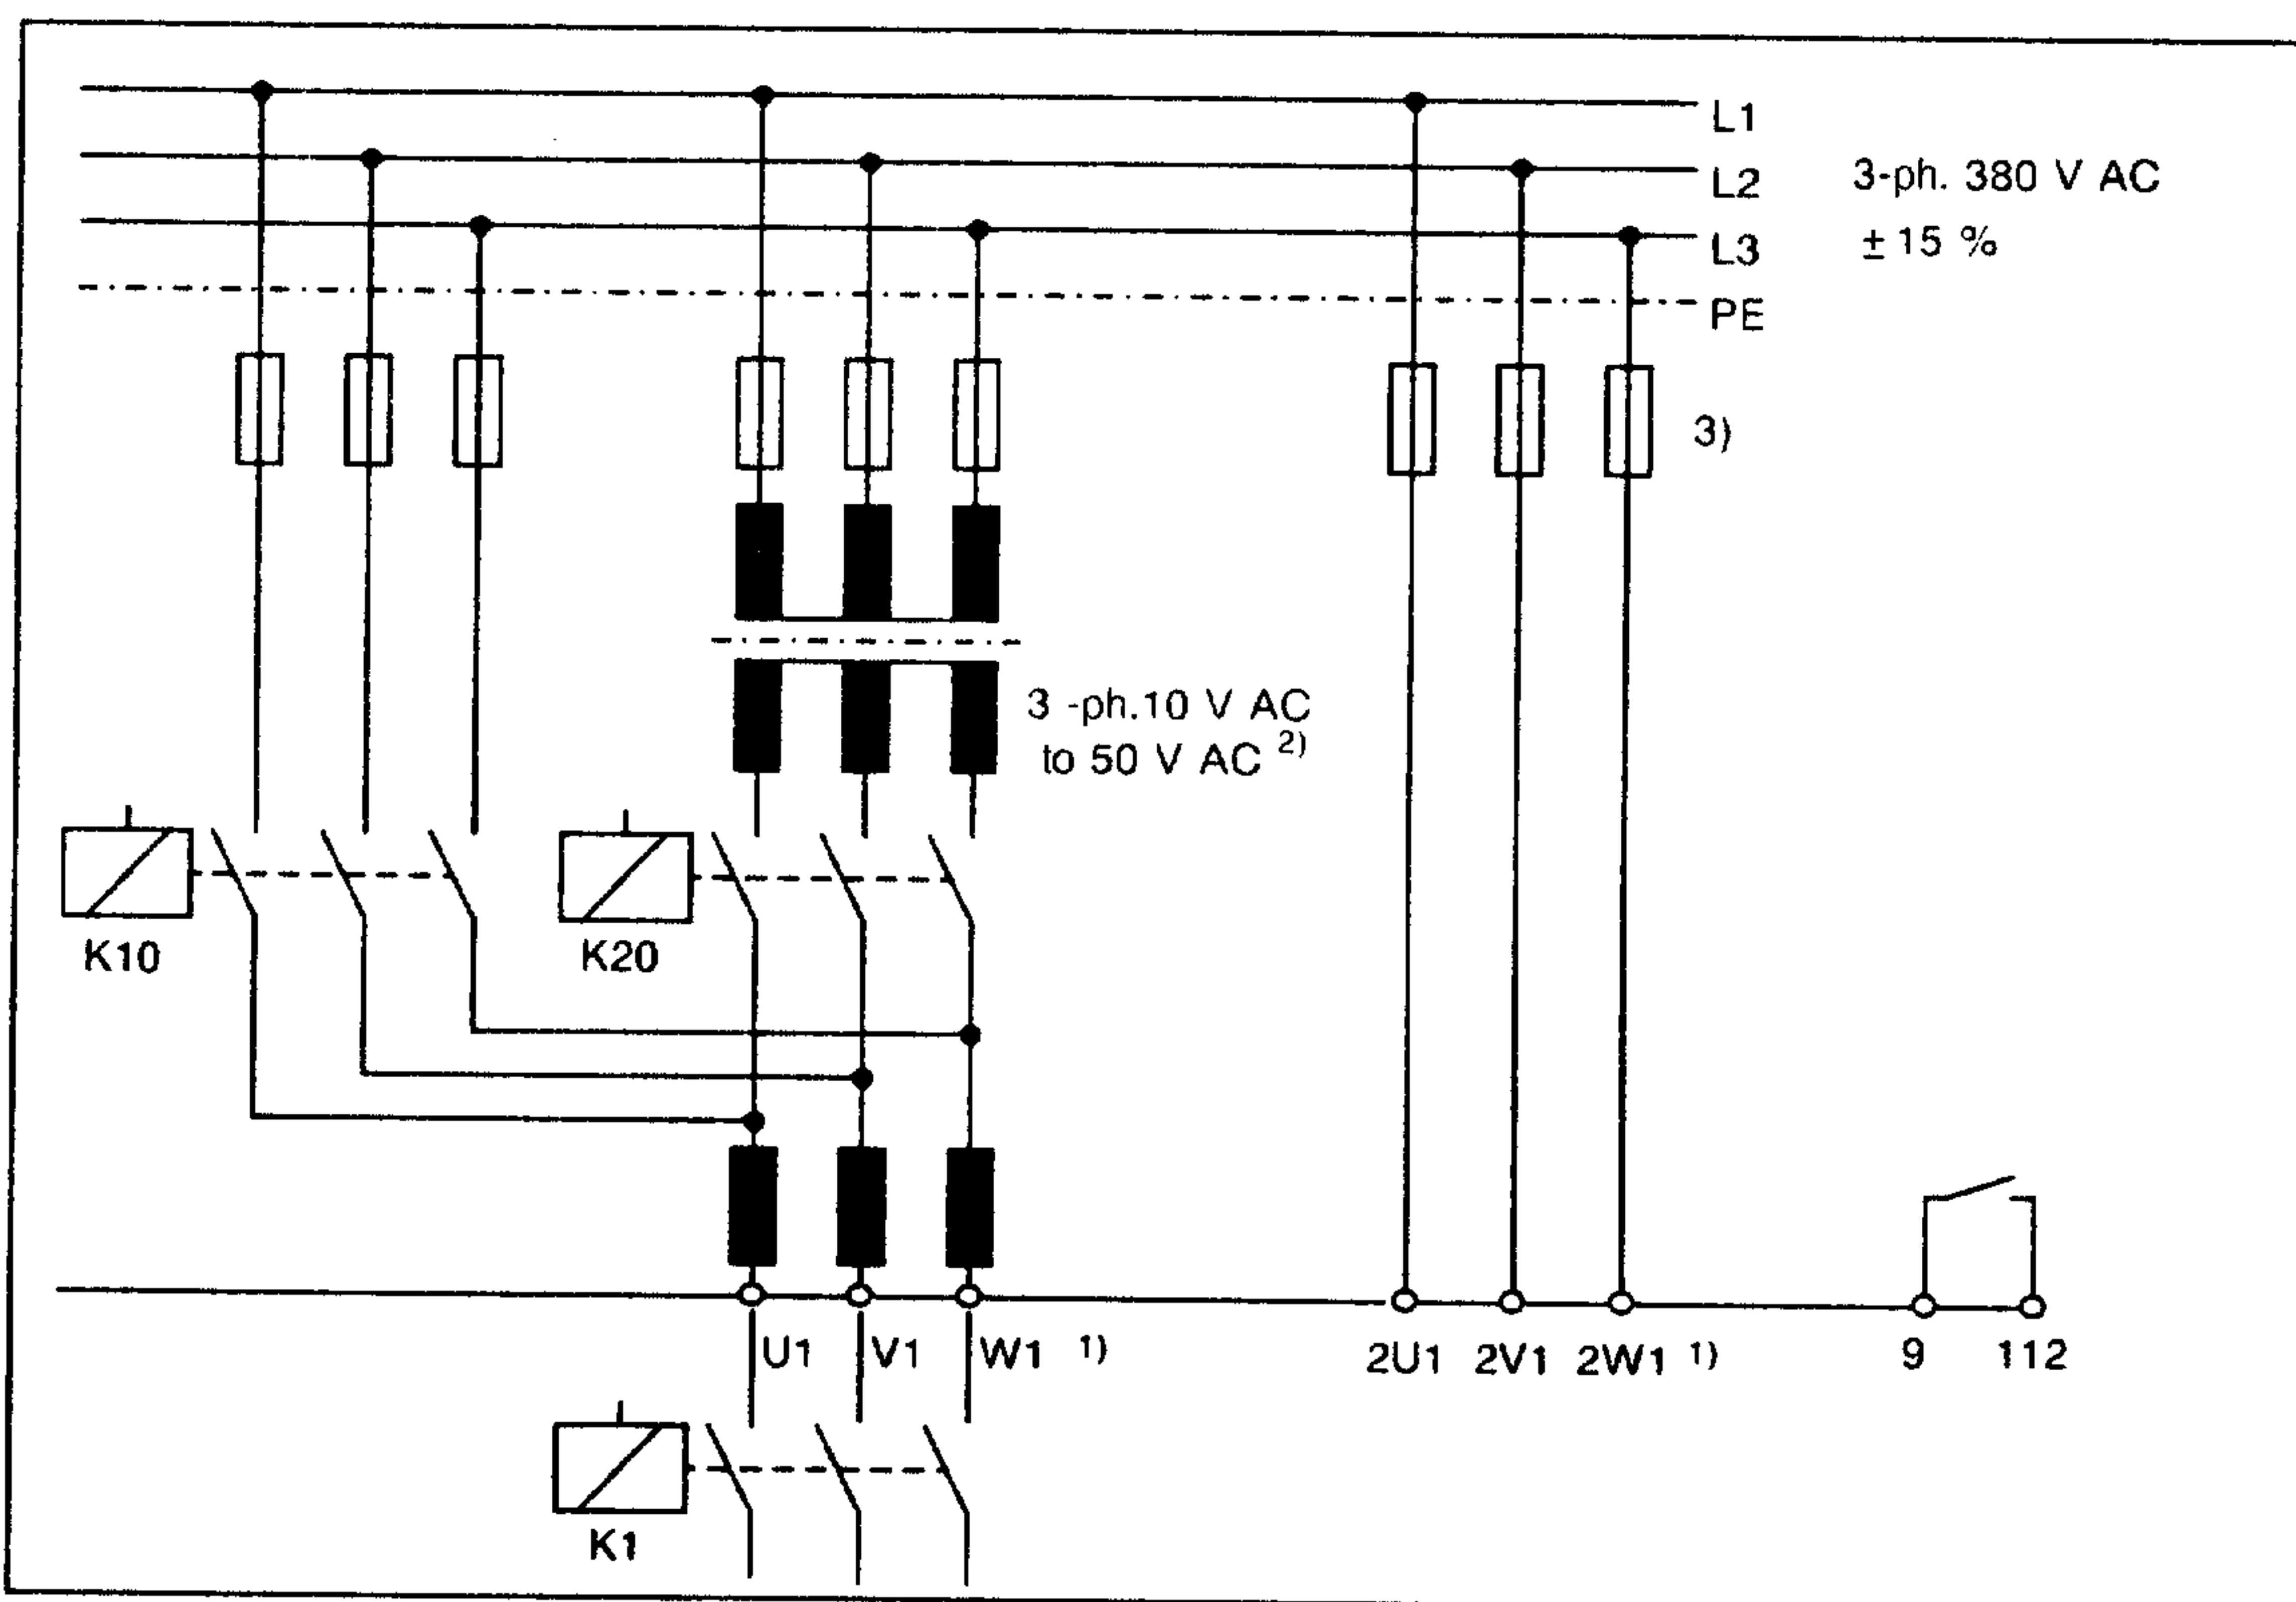 L1
L2
3-ph. 380 V AC
L3
± 15 %
PE
3)
3 -ph.10 V AC
to 50 V AC 2)
K10
K20
U1
V1
W1 1)
2U1
2V1
2W1 1)
9
112
K1